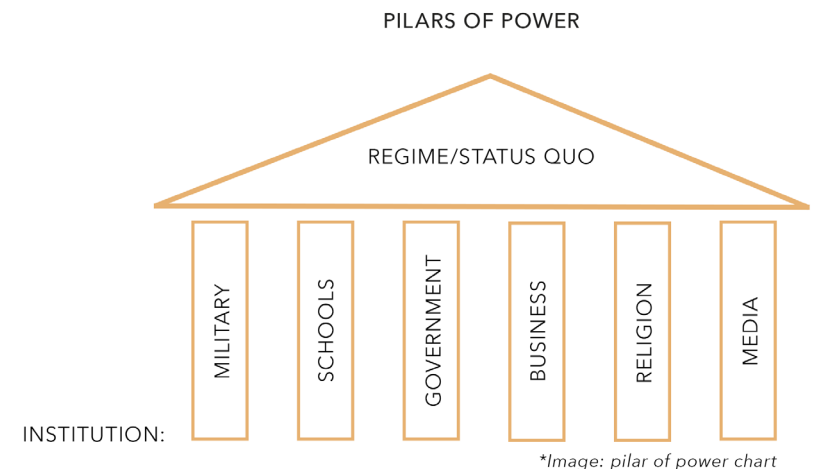 PILARS OF POWER
REGIME/STATUS QUO
MILITARY
SCHOOLS
GOVERNMENT
BUSINESS
RELIGION
MEDIA
INSTITUTION:
*Image: pilar of power chart